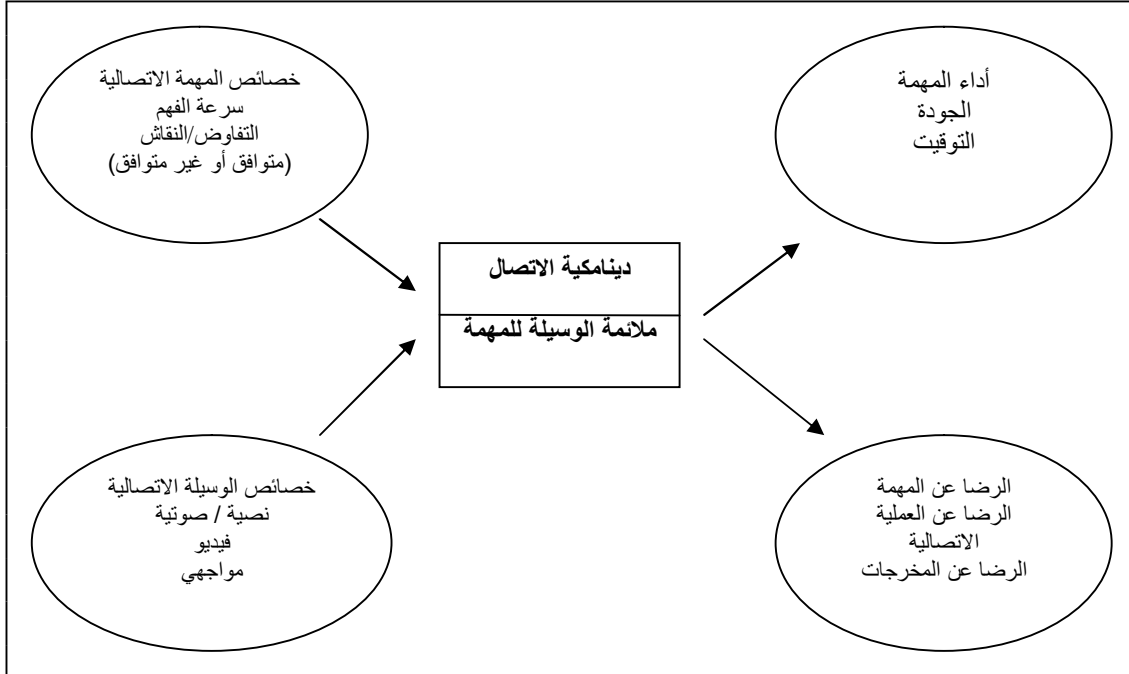 خصائص المهمة الاتصالية
سرعة الفهم
التفاوض/النقاش
(متوافق أو غير متوافق)
أداء المهمة
الجودة
التوقيت
دينامكية الاتصال
ملائمة الوسيلة للمهمة
خصائص الوسيلة الاتصالية
نصية / صوتية
فيديو
مواجهي
الرضا عن المهمة
الرضا عن العملية
الاتصالية
الرضا عن المخرجات